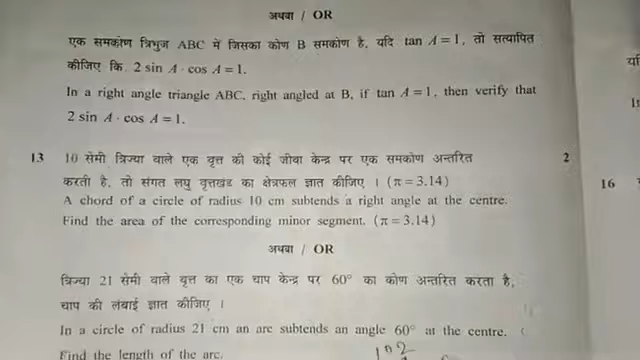 अथवा / OR
एक समकोण त्रिभुज ABC में जिसका कोण B समकोण है, यदि tan A = 1, तो सत्यापित
कीजिए कि 2 sin A · cos A = 1.
In a right angle triangle ABC, right angled at B, if tan A = 1, then verify that
2 sin A · cos A = 1.
13 10 सेमी त्रिज्या वाले एक वृत्त की कोई जीवा केन्द्र पर एक समकोण अन्तरित 2
करती है, तो संगत लघु वृत्तखंड का क्षेत्रफल ज्ञात कीजिए । (π = 3.14)
16
A chord of a circle of radius 10 cm subtends a right angle at the centre.
Find the area of the corresponding minor segment. (π = 3.14)
अथवा / OR
त्रिज्या 21 सेमी वाले वृत्त का एक चाप केन्द्र पर 60° का कोण अन्तरित करता है,
चाप की लंबाई ज्ञात कीजिए ।
In a circle of radius 21 cm an arc subtends an angle 60° at the centre.
Find the length of the arc.
102